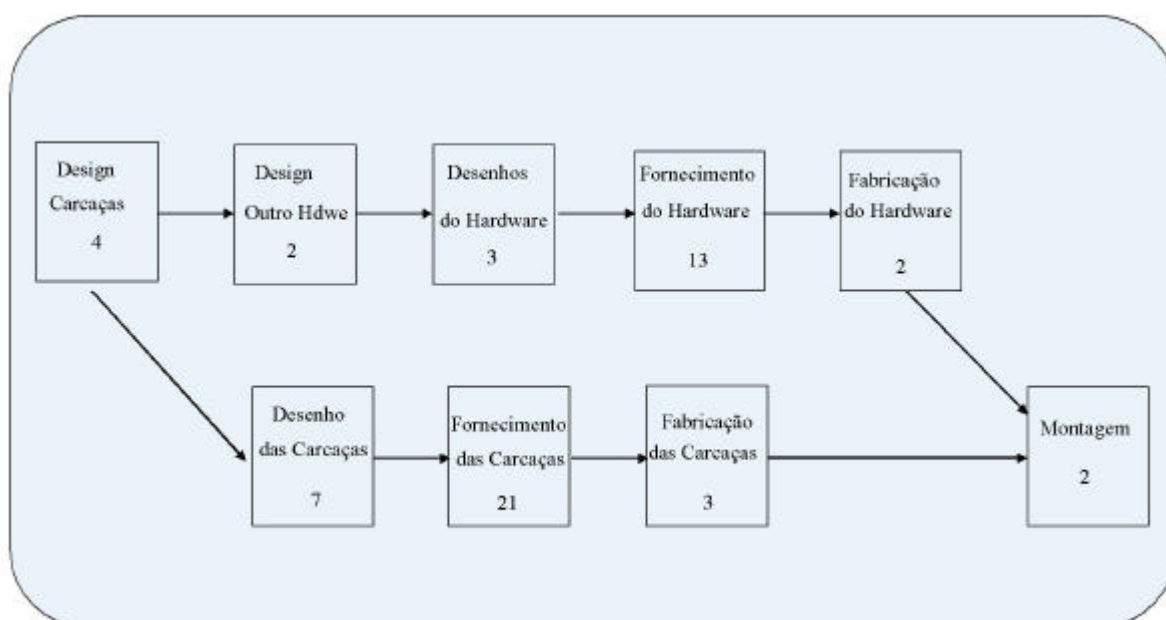 Design
Carcaças
4
Design
Outro Hdwe
2
Desenhos
do Hardware
3
Fornecimento
do Hardware
13
Fabricação
do Hardware
2
Desenho
das Carcaças
7
Fornecimento
das Carcaças
21
Fabricação
das Carcaças
3
Montagem
2